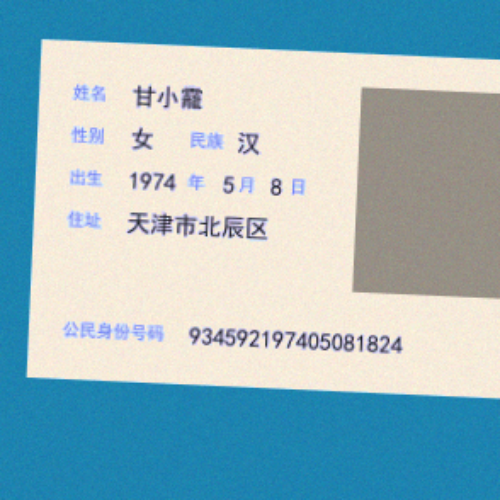 姓名 甘小龗
性别 女 民族 汉
出生 1974 年 5 月 8 日
住址 天津市北辰区
公民身份号码 934592197405081824